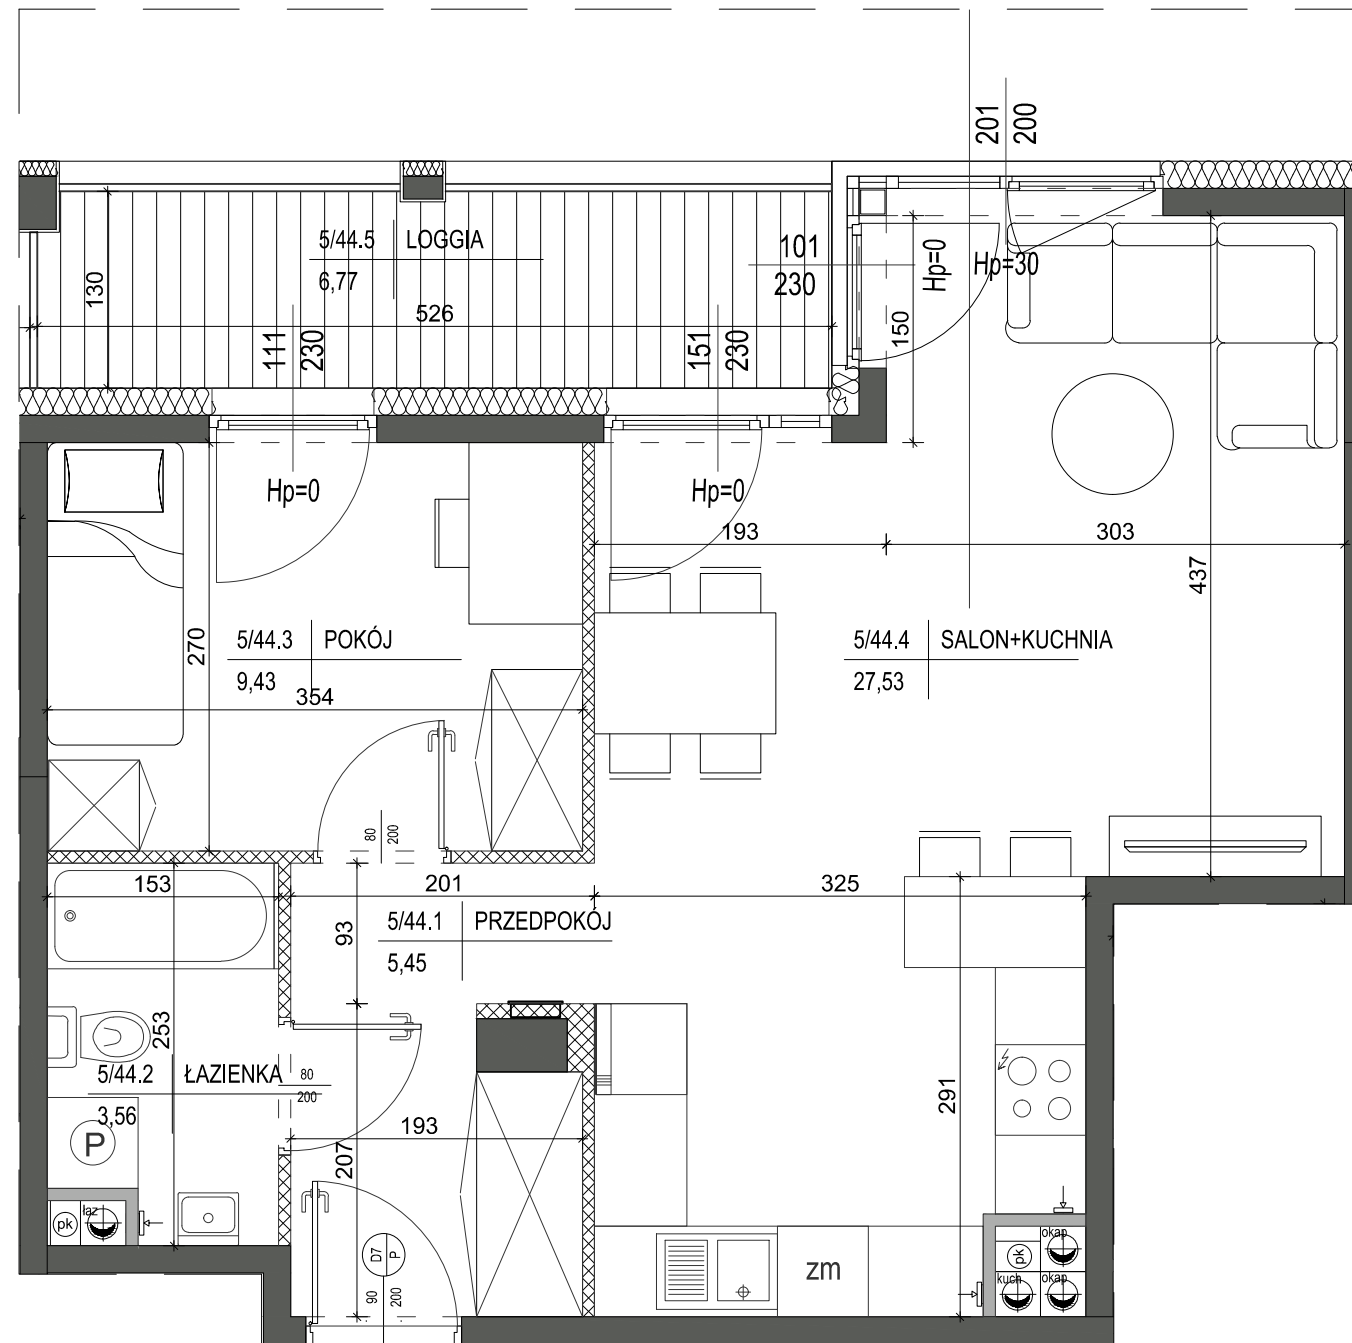 201
200
5/44.5 LOGGIA
6,77
101
230
Hp=0
Hp=30
130
526
150
111
230
151
230
Hp=0
Hp=0
193
303
437
270
5/44.3 POKÓJ
9,43
354
5/44.4 SALON+KUCHNIA
27,53
80
200
153
201
325
93
5/44.1 PRZEDPOKÓJ
5,45
253
5/44.2 ŁAZIENKA
3,56
80
200
P
193
207
291
pk
łaz
D7
P
90
200
zm
okap
pk
kuch
okap